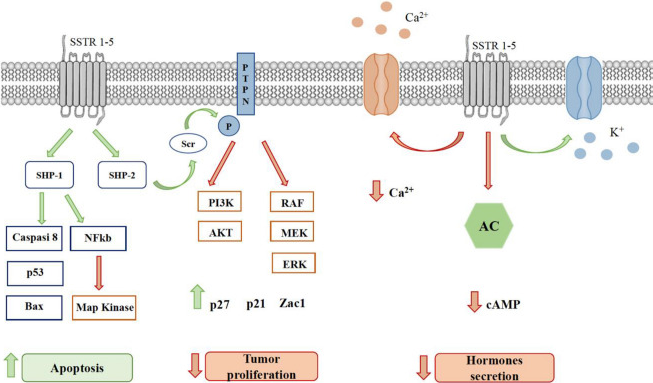 SSTR 1-5
P
T
P
N
P
Scr
SHP-1
SHP-2
Caspasi 8
NFkb
p53
Bax
Map Kinase
Apoptosis
PI3K
RAF
AKT
MEK
ERK
p27 p21 Zac1
Tumor
proliferation
Ca²⁺
SSTR 1-5
K⁺
Ca²⁺
AC
cAMP
Hormones
secretion